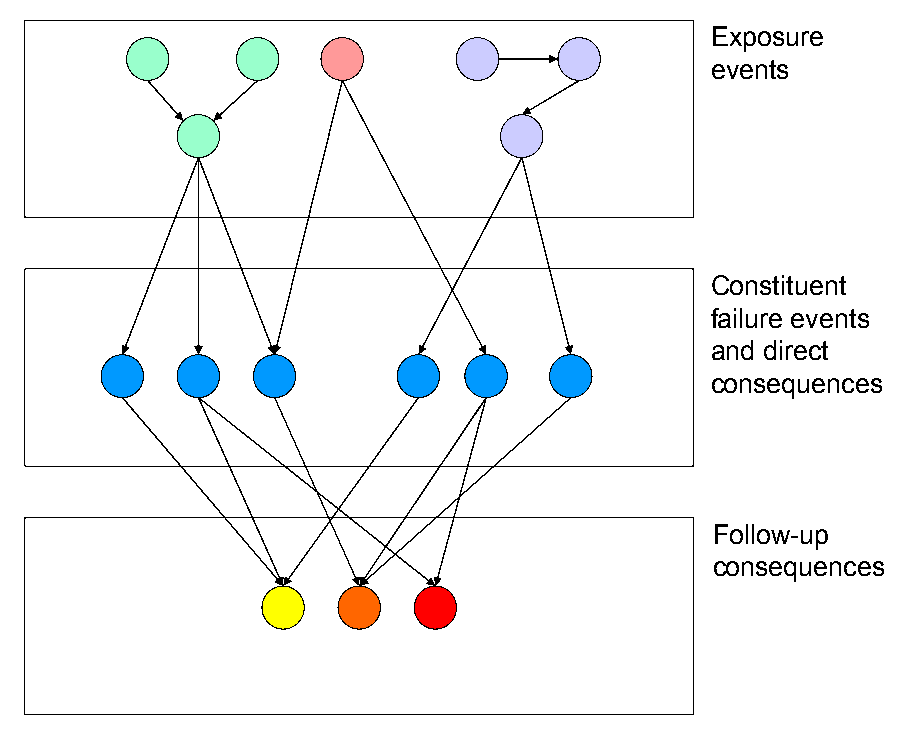 Exposure
events
Constituent
failure events
and direct
consequences
Follow-up
consequences